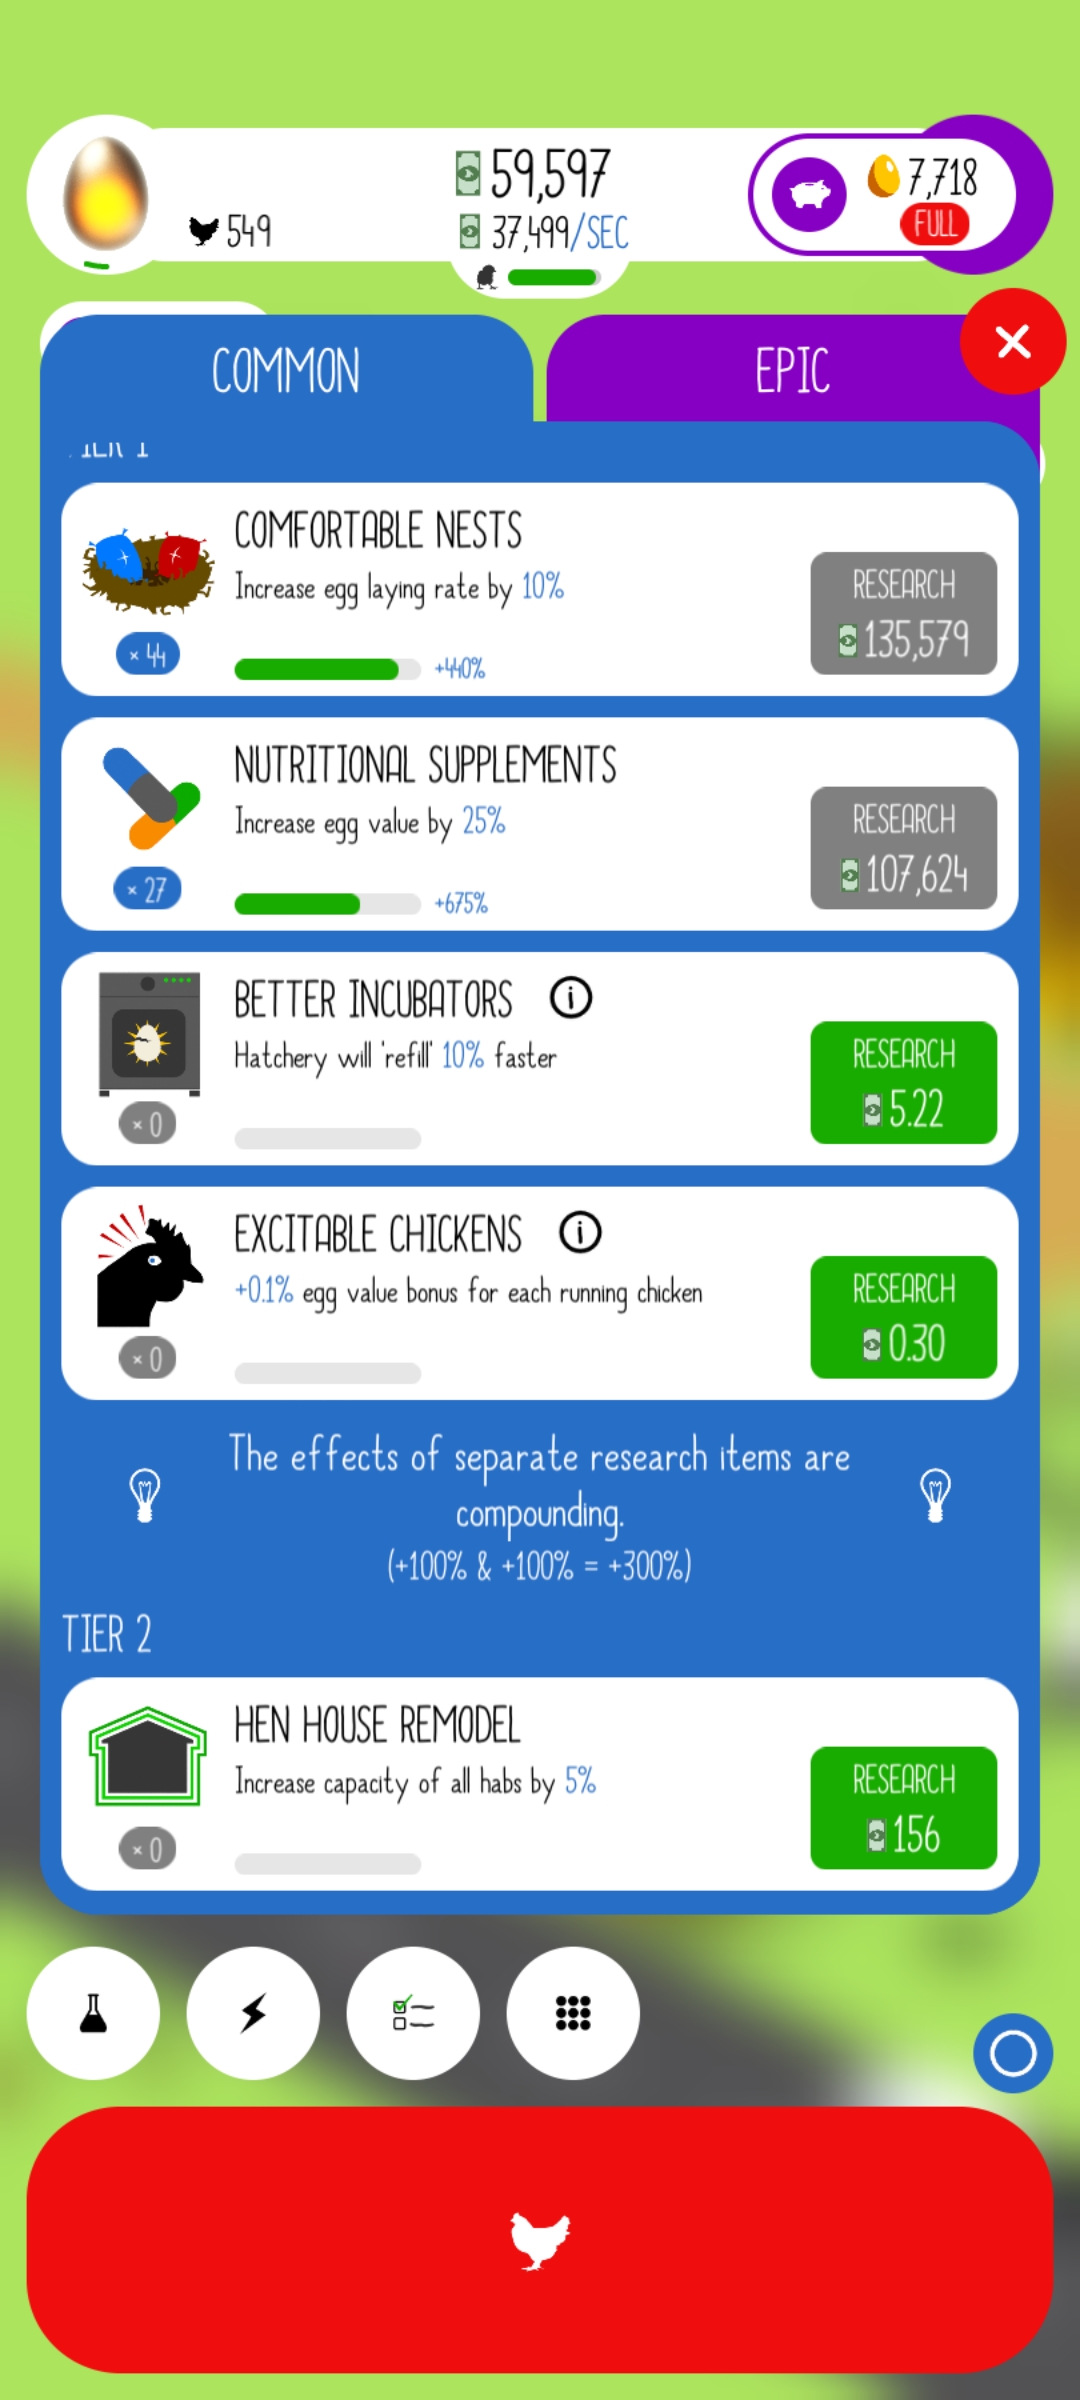 59,597
549
37,499/SEC
7,718
FULL
COMMON
EPIC
TIER 1
COMFORTABLE NESTS
Increase egg laying rate by 10%
RESEARCH
135,579
× 44
+440%
NUTRITIONAL SUPPLEMENTS
Increase egg value by 25%
RESEARCH
107,624
× 27
+675%
BETTER INCUBATORS
Hatchery will 'refill' 10% faster
RESEARCH
5.22
× 0
EXCITABLE CHICKENS
+0.1% egg value bonus for each running chicken
RESEARCH
0.30
× 0
The effects of separate research items are
compounding.
(+100% & +100% = +300%)
TIER 2
HEN HOUSE REMODEL
Increase capacity of all habs by 5%
RESEARCH
156
× 0